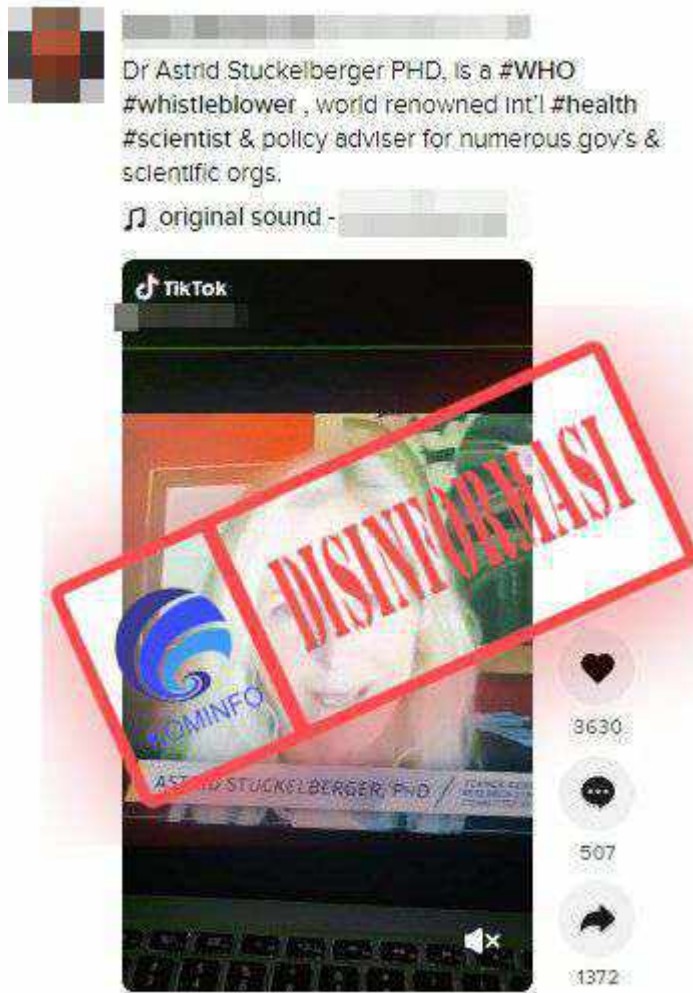 Dr Astrid Stuckelberger PHD, is a #WHO
#whistleblower , world renowned int'l #health
#scientist & policy adviser for numerous gov's &
scientific orgs.
original sound -
TikTok
DISINFORMASI
KOMINFO
ASTRID STUCKELBERGER, PHD /
3630
507
1372